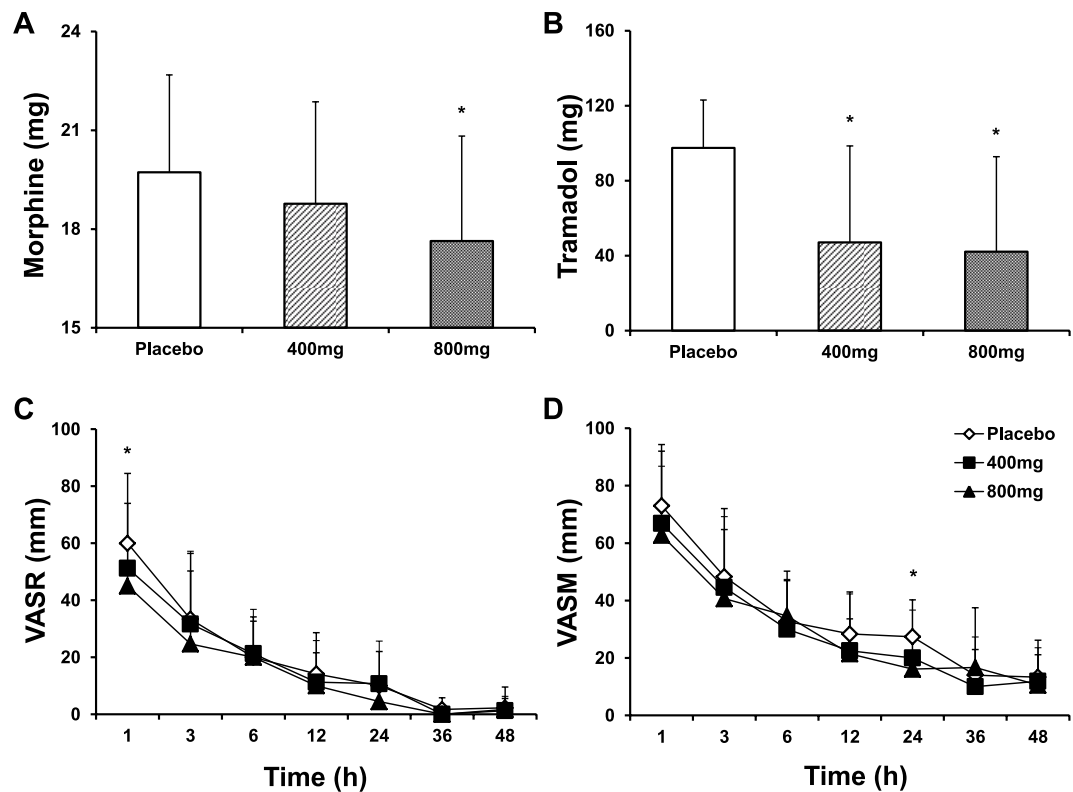 A
B
24
21
18
15
Morphine (mg)
*
Placebo
400mg
800mg
160
120
80
40
0
Tramadol (mg)
*
*
Placebo
400mg
800mg
C
D
100
80
60
40
20
0
VASR (mm)
*
1
3
6
12
24
36
48
Time (h)
100
80
60
40
20
0
VASM (mm)
*
Placebo
400mg
800mg
1
3
6
12
24
36
48
Time (h)